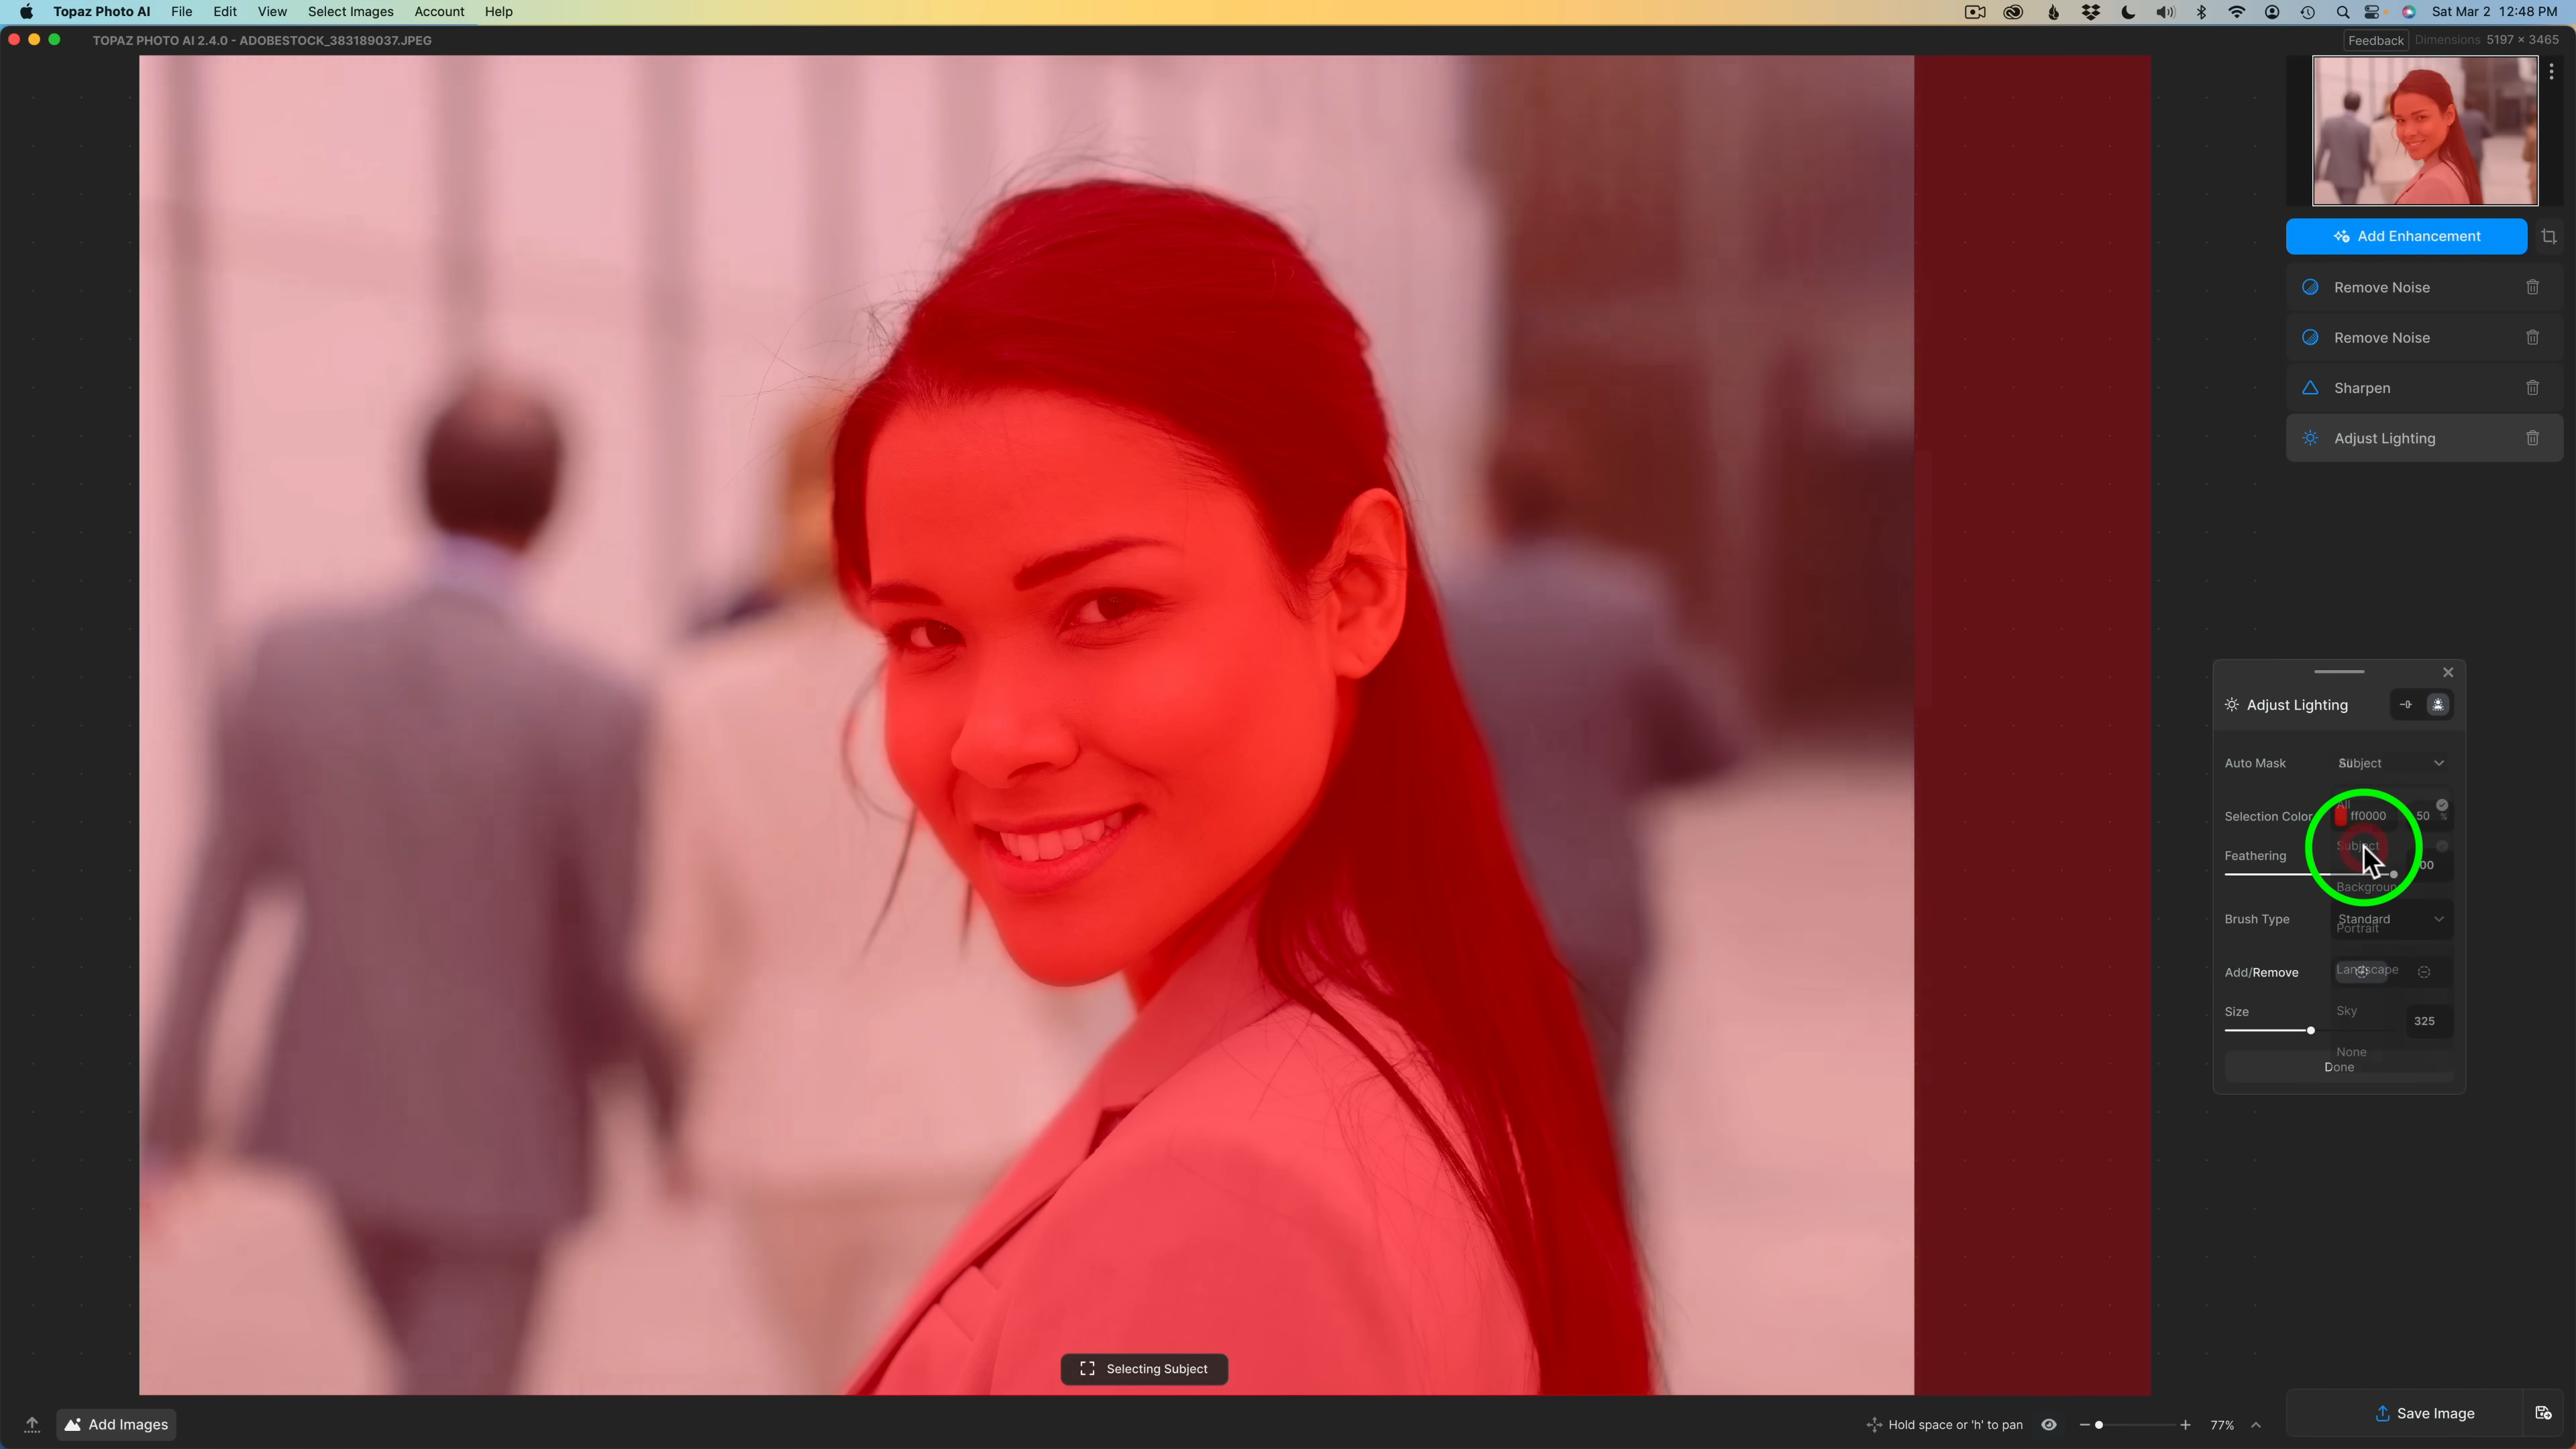 Topaz Photo AI File Edit View Select Images Account Help Sat Mar 2 12:48 PM
TOPAZ PHOTO AI 2.4.0 - ADOBESTOCK_383189037.JPEG Feedback Dimensions 5197 × 3465
Add Enhancement
Remove Noise
Remove Noise
Sharpen
Adjust Lighting
Adjust Lighting
Auto Mask Subject
All
Selection Color ff0000 50 %
Subject
Feathering
Background
Brush Type Standard
Portrait
Add/Remove Landscape
Sky
Size 325
None
Done
Selecting Subject
Add Images Hold space or 'h' to pan 77% Save Image